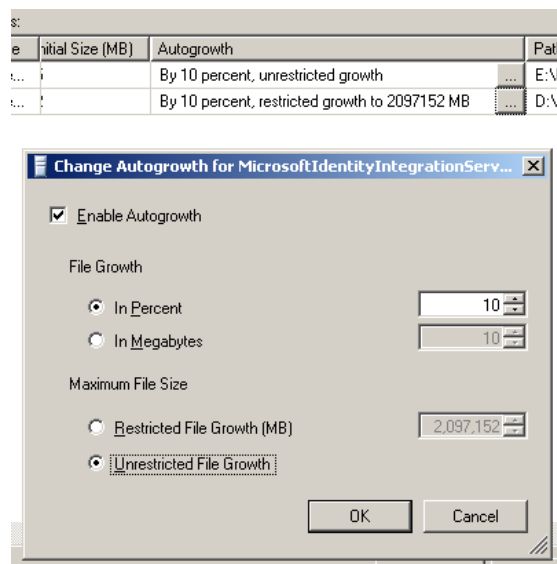 s:
e nitial Size (MB) Autogrowth Pat
e... By 10 percent, unrestricted growth ... E:\
e... By 10 percent, restricted growth to 2097152 MB ... D:\
Change Autogrowth for MicrosoftIdentityIntegrationServ...
Enable Autogrowth
File Growth
In Percent 10
In Megabytes 10
Maximum File Size
Restricted File Growth (MB) 2,097,152
Unrestricted File Growth
OK Cancel